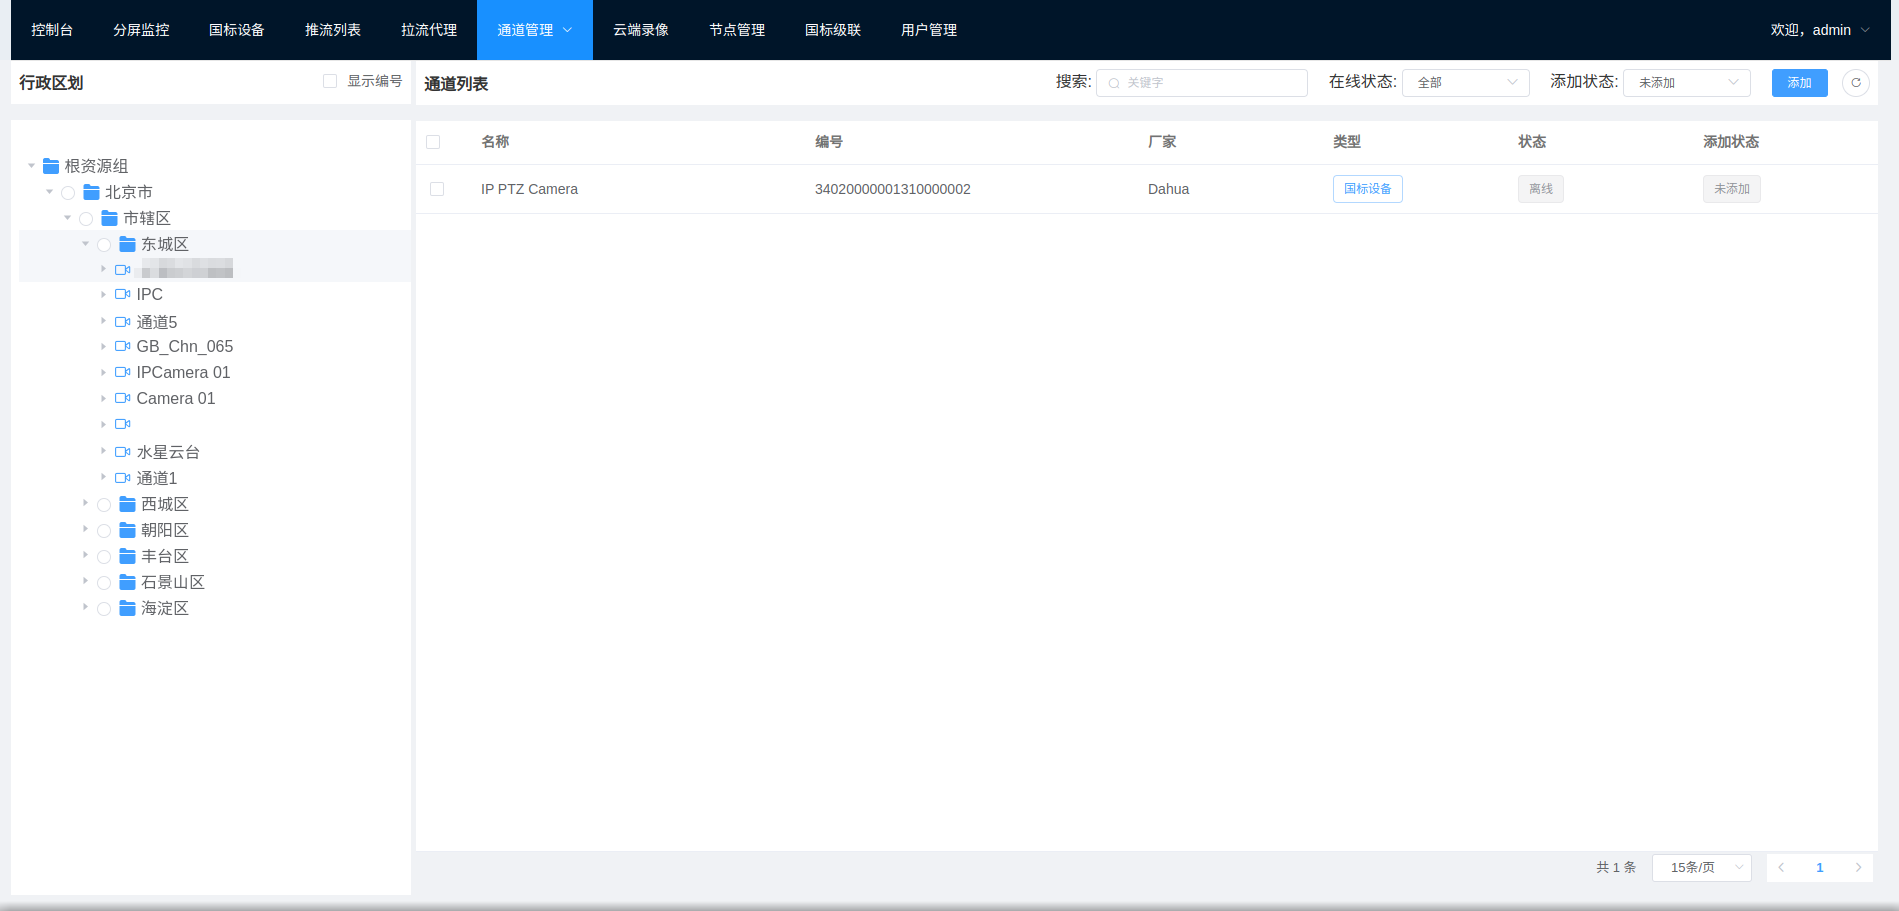 控制台 分屏监控 国标设备 推流列表 拉流代理 通道管理 云端录像 节点管理 国标级联 用户管理 欢迎，admin
行政区划 显示编号
通道列表 搜索: 关键字 在线状态: 全部 添加状态: 未添加 添加
根资源组
北京市
市辖区
东城区
IPC
通道5
GB_Chn_065
IPCamera 01
Camera 01
水星云台
通道1
西城区
朝阳区
丰台区
石景山区
海淀区
名称 编号 厂家 类型 状态 添加状态
IP PTZ Camera 34020000001310000002 Dahua 国标设备 离线 未添加
共 1 条 15条/页 1